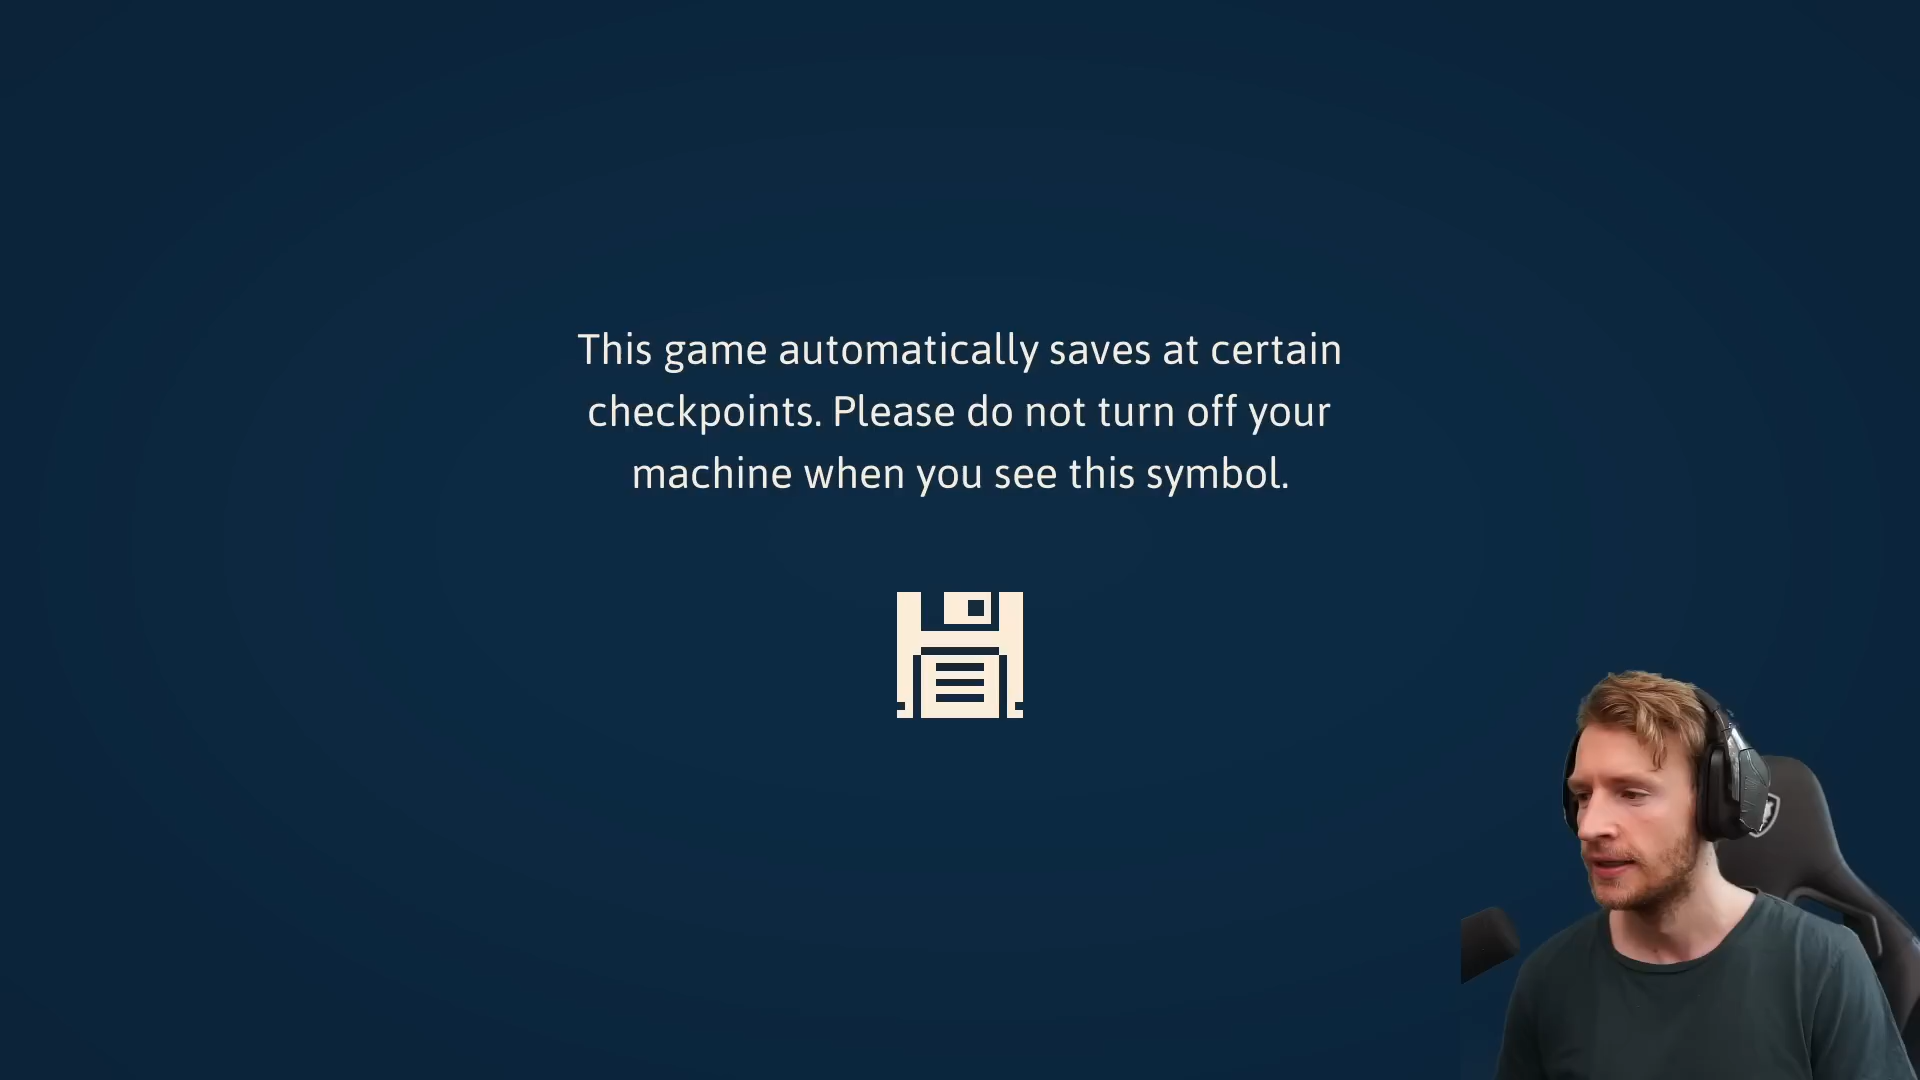 This game automatically saves at certain
checkpoints. Please do not turn off your
machine when you see this symbol.